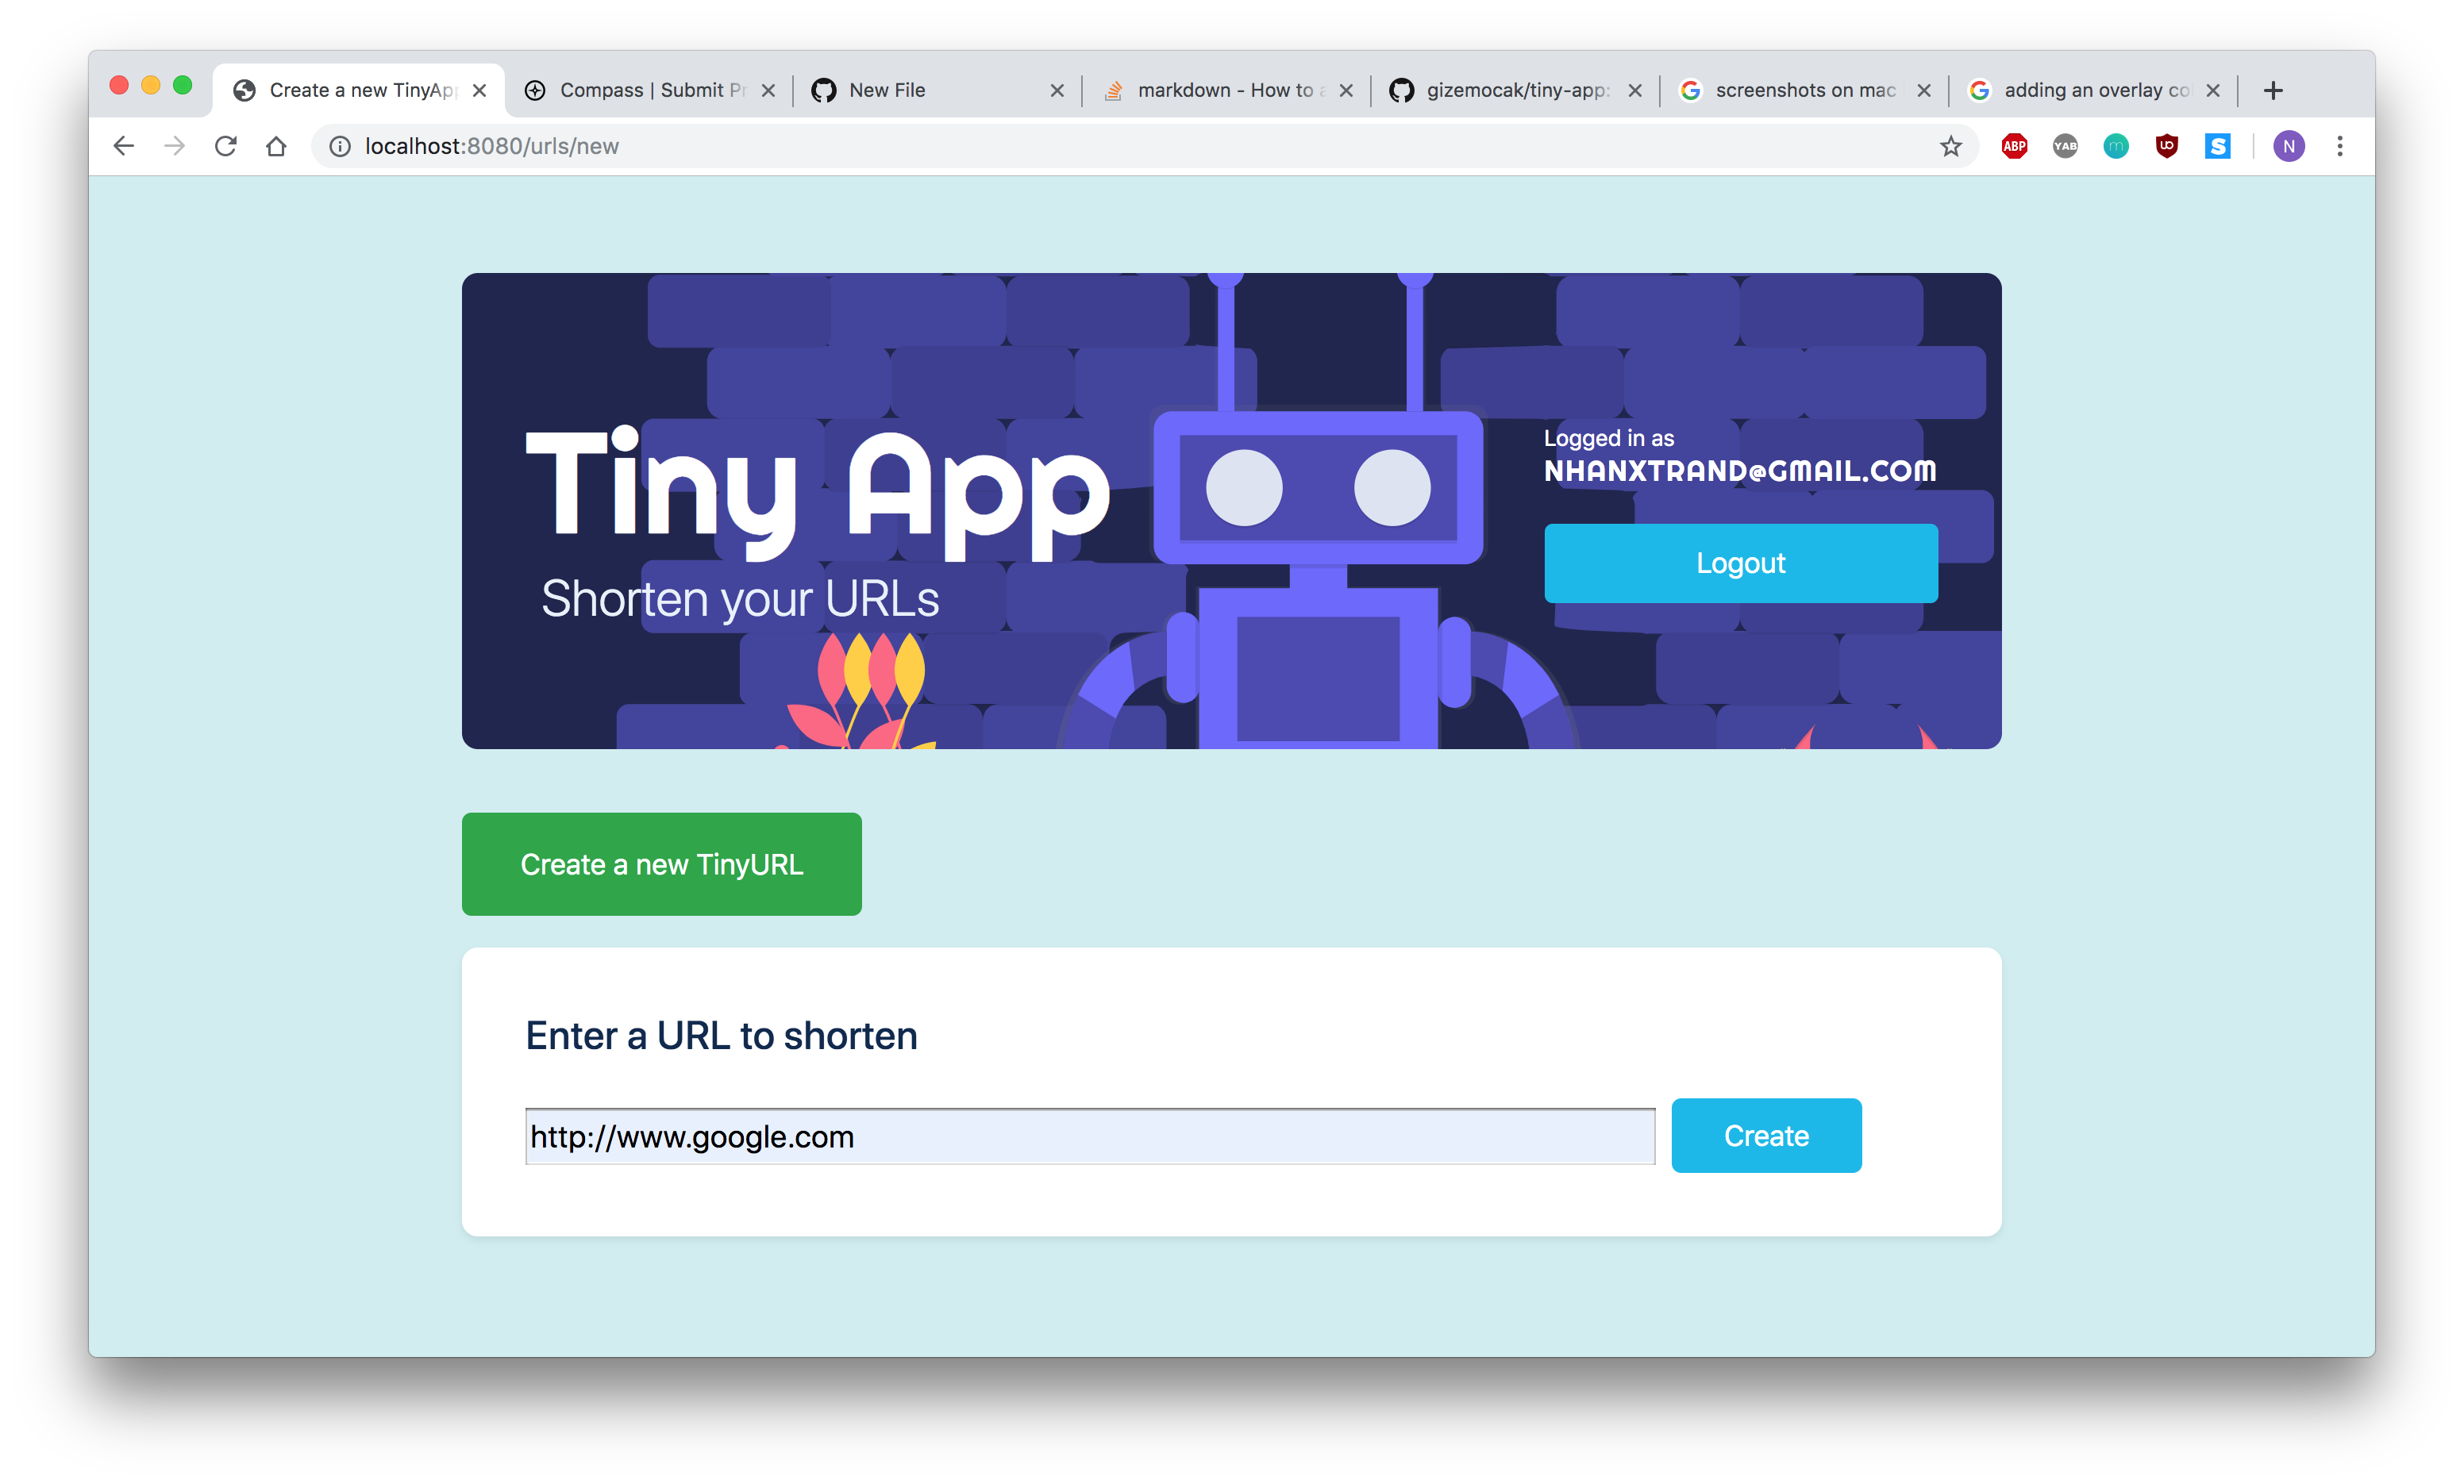 Create a new TinyApp
Compass | Submit Pr
New File
markdown - How to a
gizemocak/tiny-app:
screenshots on mac
adding an overlay co
localhost:8080/urls/new
ABP
YAB
m
UO
S
N
Tiny App
Shorten your URLs
Logged in as
NHANXTRAND@GMAIL.COM
Logout
Create a new TinyURL
Enter a URL to shorten
http://www.google.com
Create